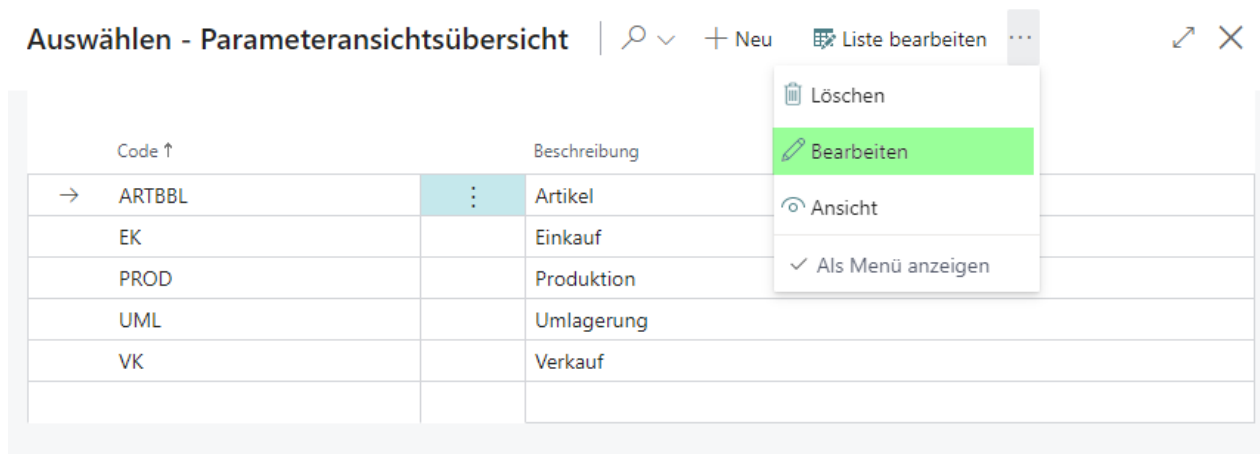 Auswählen - Parameteransichtsübersicht Neu Liste bearbeiten ...
Löschen
Bearbeiten
Ansicht
Als Menü anzeigen
Code ↑ Beschreibung
ARTBBL Artikel
EK Einkauf
PROD Produktion
UML Umlagerung
VK Verkauf